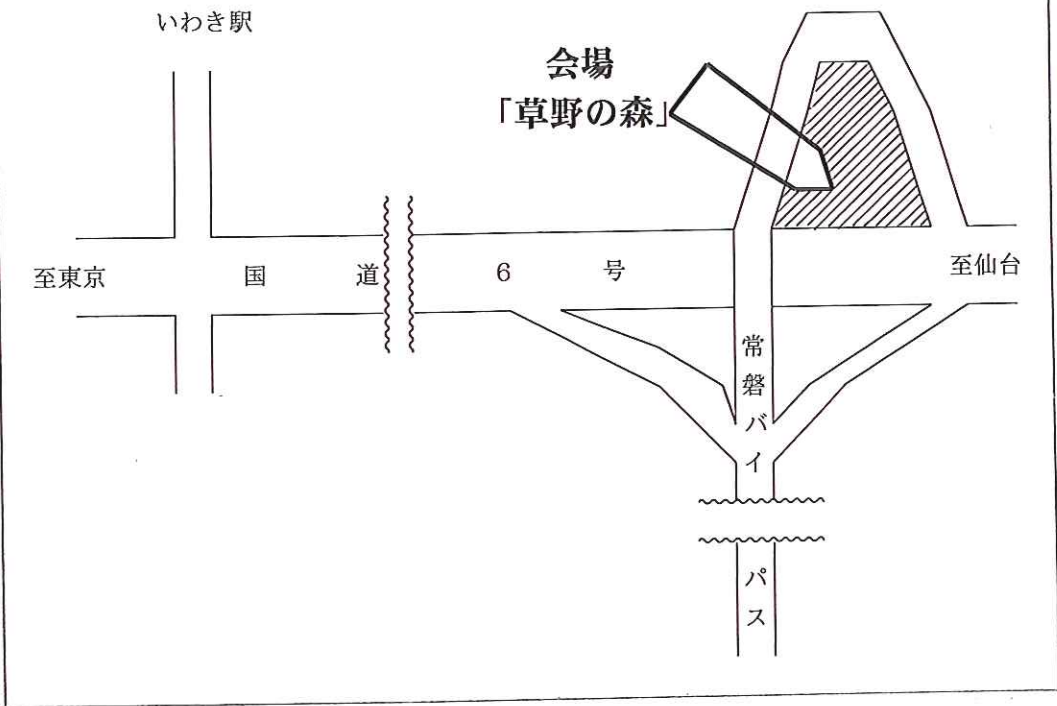 いわき駅
会場
「草野の森」
至東京
国道6号
至仙台
常磐バイパス